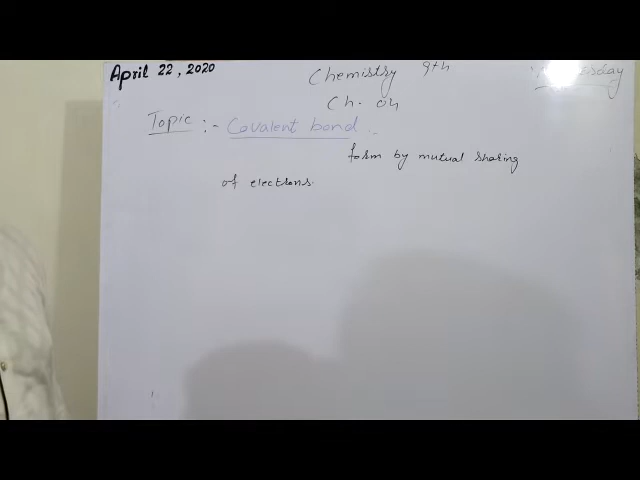 April 22, 2020
Chemistry 9th
Ch. 04
Topic :- Covalent bond :-
form by mutual sharing
of electrons.